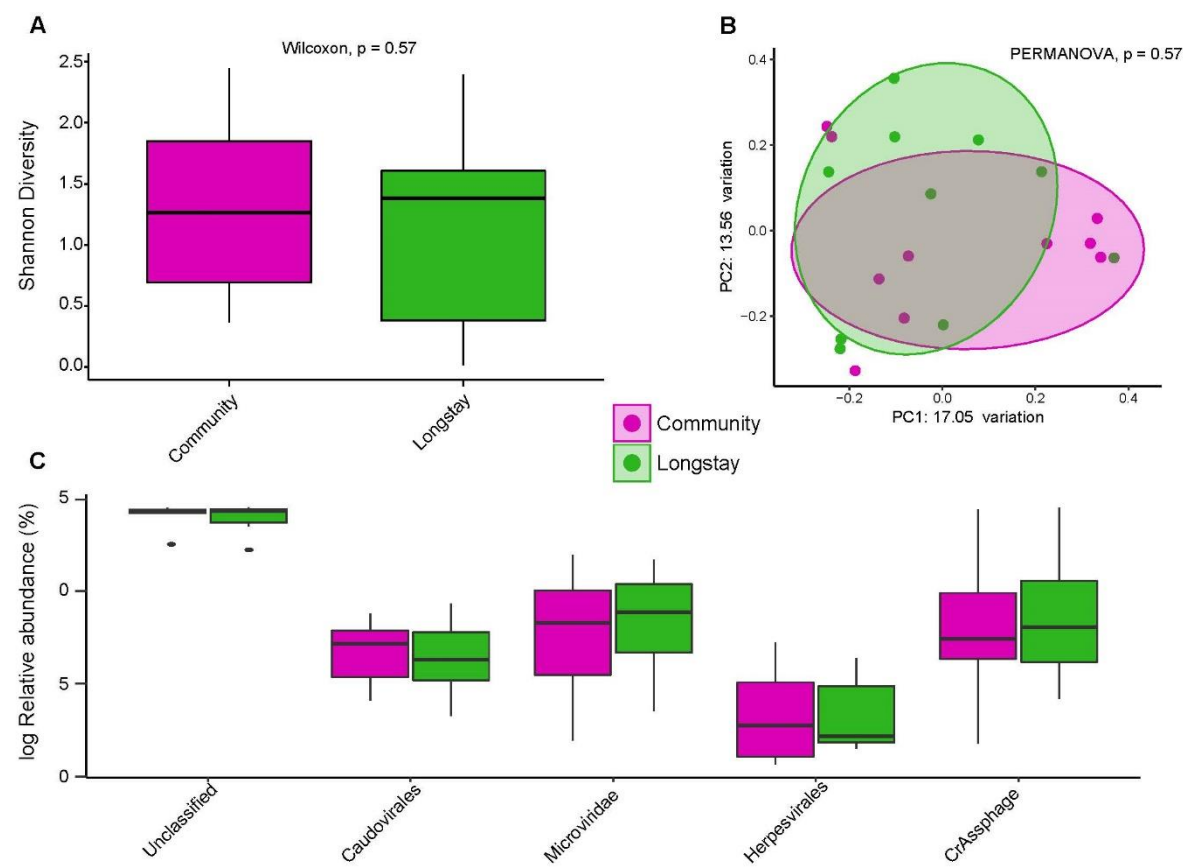 A
Wilcoxon, p = 0.57
Shannon Diversity
2.5
2.0
1.5
1.0
0.5
0.0
Community
Longstay
B
PERMANOVA, p = 0.57
PC2: 13.56 variation
0.4
0.2
0.0
−0.2
−0.2
0.0
0.2
0.4
PC1: 17.05 variation
Community
Longstay
C
log Relative abundance (%)
5
0
5
0
Unclassified
Caudovirales
Microviridae
Herpesvirales
CrAssphage